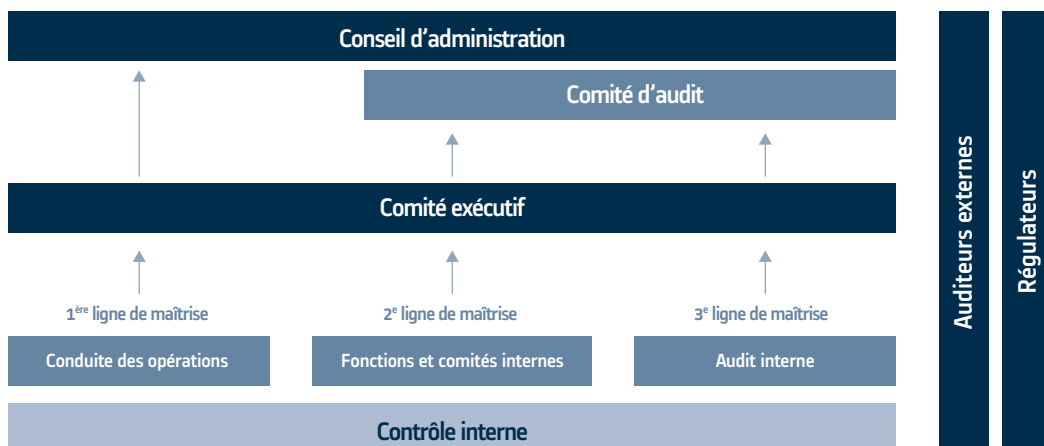 Conseil d'administration
Comité d'audit
Comité exécutif
1ère ligne de maîtrise
2e ligne de maîtrise
3e ligne de maîtrise
Conduite des opérations
Fonctions et comités internes
Audit interne
Contrôle interne
Auditeurs externes
Régulateurs